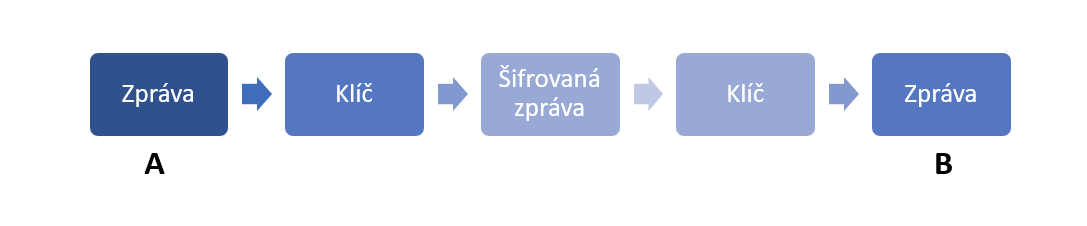 Zpráva
Klíč
Šifrovaná
zpráva
Klíč
Zpráva
A
B